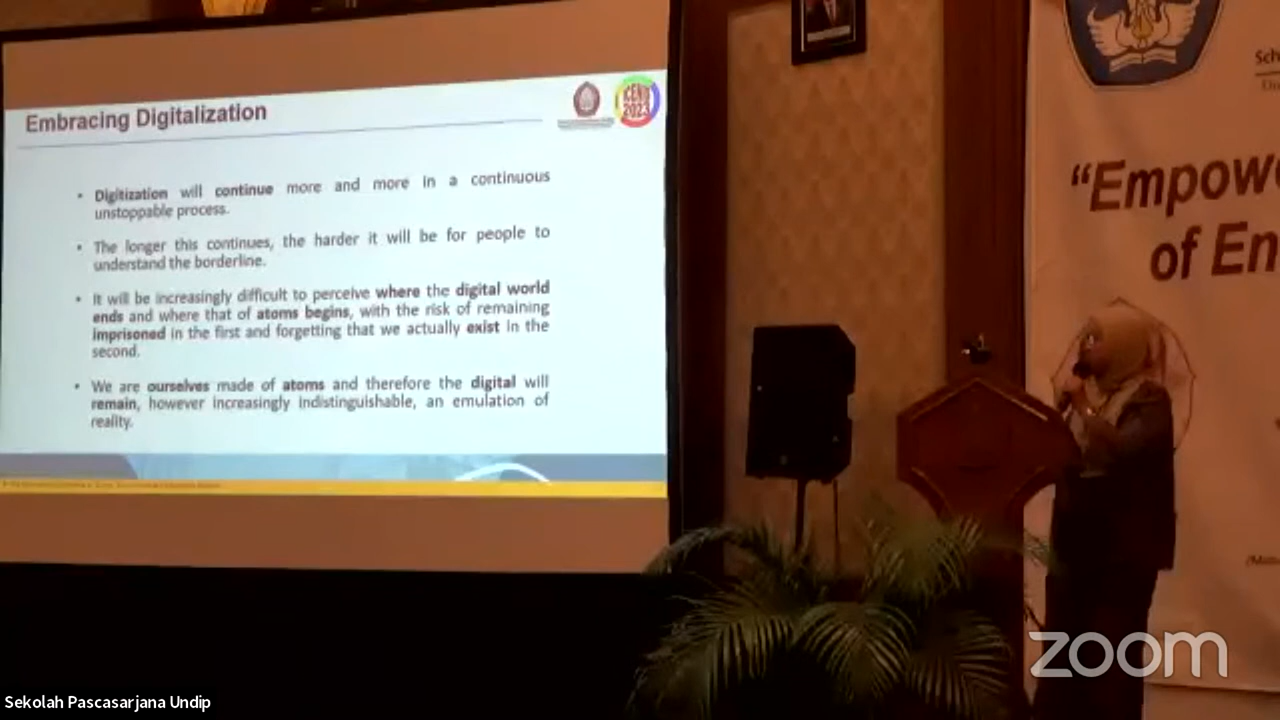 Embracing Digitalization
ICENIS
2023
• Digitization will continue more and more in a continuous
unstoppable process.
• The longer this continues, the harder it will be for people to
understand the borderline.
• It will be increasingly difficult to perceive where the digital world
ends and where that of atoms begins, with the risk of remaining
imprisoned in the first and forgetting that we actually exist in the
second.
• We are ourselves made of atoms and therefore the digital will
remain, however increasingly indistinguishable, an emulation of
reality.
Sch
“Empowe
of En
zoom
Sekolah Pascasarjana Undip